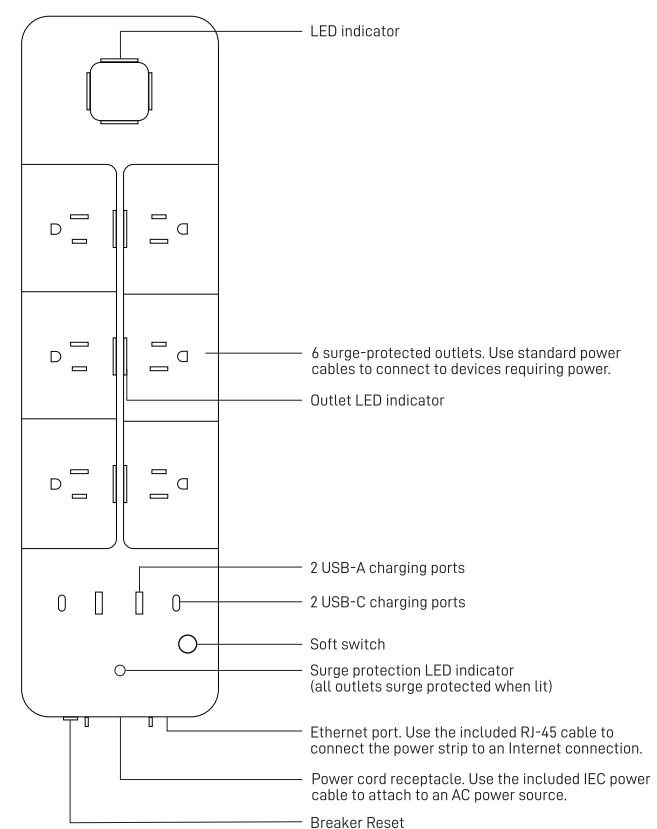 LED indicator
6 surge-protected outlets. Use standard power
cables to connect to devices requiring power.
Outlet LED indicator
2 USB-A charging ports
2 USB-C charging ports
Soft switch
Surge protection LED indicator
(all outlets surge protected when lit)
Ethernet port. Use the included RJ-45 cable to
connect the power strip to an Internet connection.
Power cord receptacle. Use the included IEC power
cable to attach to an AC power source.
Breaker Reset